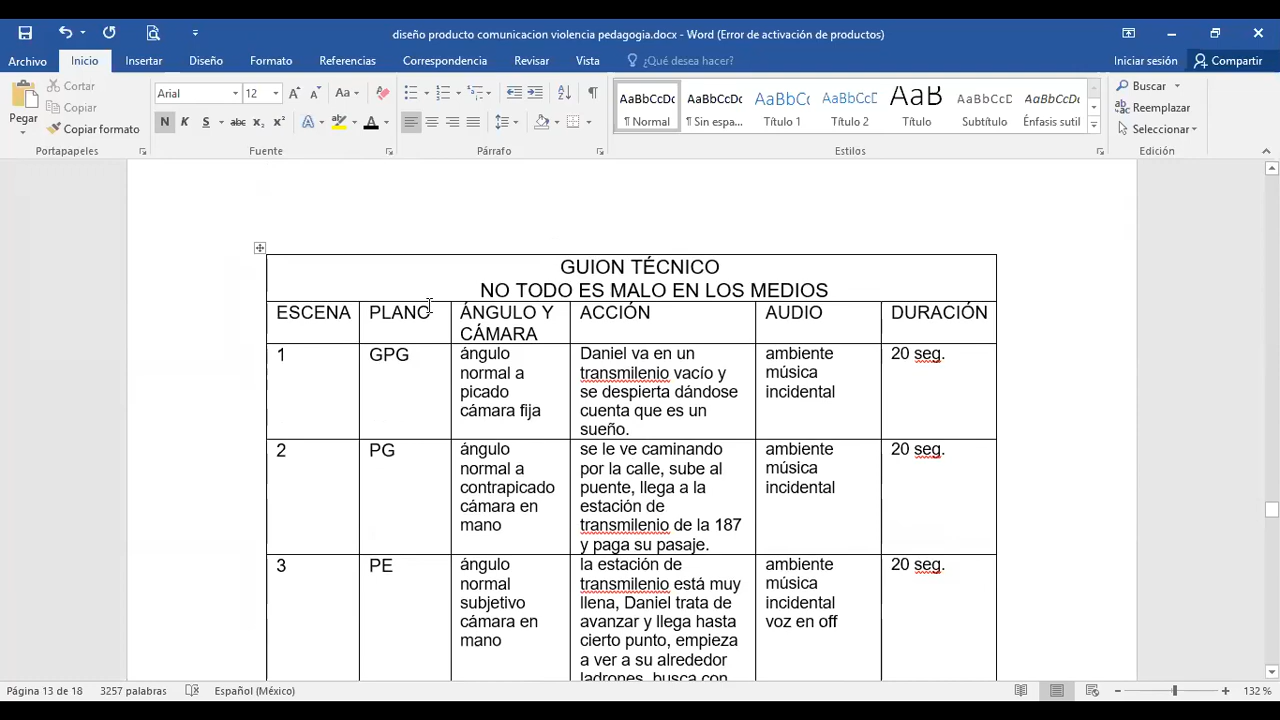 diseño producto comunicacion violencia pedagogia.docx - Word (Error de activación de productos)
Archivo Inicio Insertar Diseño Formato Referencias Correspondencia Revisar Vista ¿Qué desea hacer? Iniciar sesión Compartir
Pegar
Cortar
Copiar
Copiar formato
Portapapeles
Arial 12 Aa
N K S abc x₂ x² A A
Fuente
Párrafo
AaBbCcDc AaBbCcDc AaBbCc AaBbCcC AaB AaBbCcD AaBbCcDc
¶ Normal ¶ Sin espa... Título 1 Título 2 Título Subtítulo Énfasis sutil
Estilos
Buscar
Reemplazar
Seleccionar
Edición
GUION TÉCNICO
NO TODO ES MALO EN LOS MEDIOS
ESCENA PLANO ÁNGULO Y CÁMARA ACCIÓN AUDIO DURACIÓN
1
GPG
ángulo
normal a
picado
cámara fija
Daniel va en un
transmilenio vacío y
se despierta dándose
cuenta que es un
sueño.
ambiente
música
incidental
20 seg.
2
PG
ángulo
normal a
contrapicado
cámara en
mano
se le ve caminando
por la calle, sube al
puente, llega a la
estación de
transmilenio de la 187
y paga su pasaje.
ambiente
música
incidental
20 seg.
3
PE
ángulo
normal
subjetivo
cámara en
mano
la estación de
transmilenio está muy
llena, Daniel trata de
avanzar y llega hasta
cierto punto, empieza
a ver a su alrededor
ladrones, busca con
ambiente
música
incidental
voz en off
20 seg.
Página 13 de 18 3257 palabras Español (México) 132 %